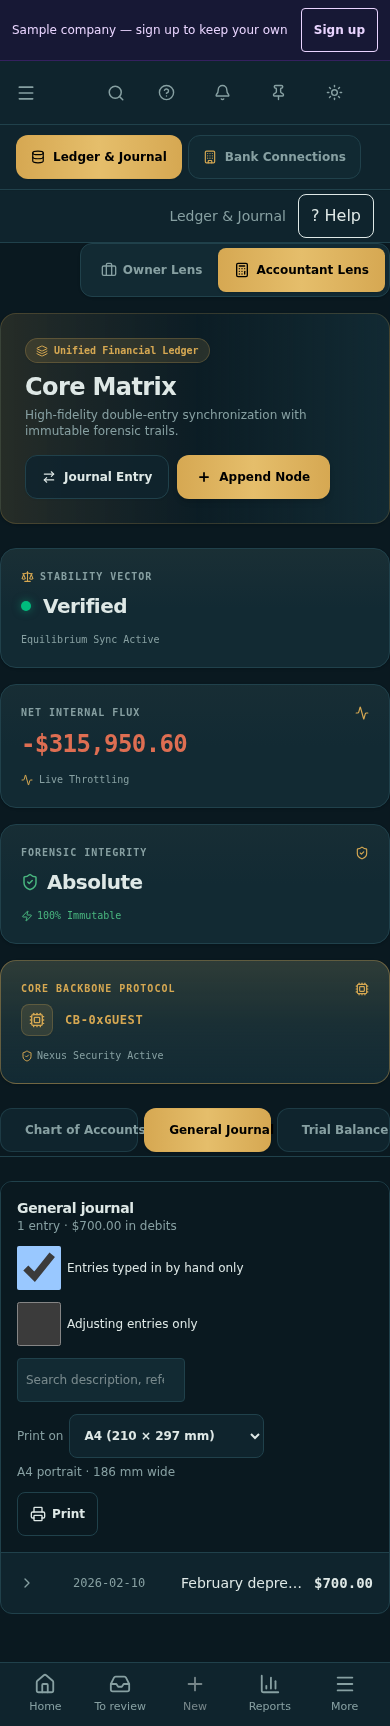 Sample company — sign up to keep your own
Sign up
Ledger & Journal
Bank Connections
Ledger & Journal
? Help
Owner Lens
Accountant Lens
Unified Financial Ledger
Core Matrix
High-fidelity double-entry synchronization with
immutable forensic trails.
Journal Entry
Append Node
STABILITY VECTOR
Verified
Equilibrium Sync Active
NET INTERNAL FLUX
-$315,950.60
Live Throttling
FORENSIC INTEGRITY
Absolute
100% Immutable
CORE BACKBONE PROTOCOL
CB-0xGUEST
Nexus Security Active
Chart of Accounts
General Journa
Trial Balance
General journal
1 entry · $700.00 in debits
Entries typed in by hand only
Adjusting entries only
Search description, refe
Print on
A4 (210 × 297 mm)
A4 portrait · 186 mm wide
Print
2026-02-10
February depre…
$700.00
Home
To review
New
Reports
More